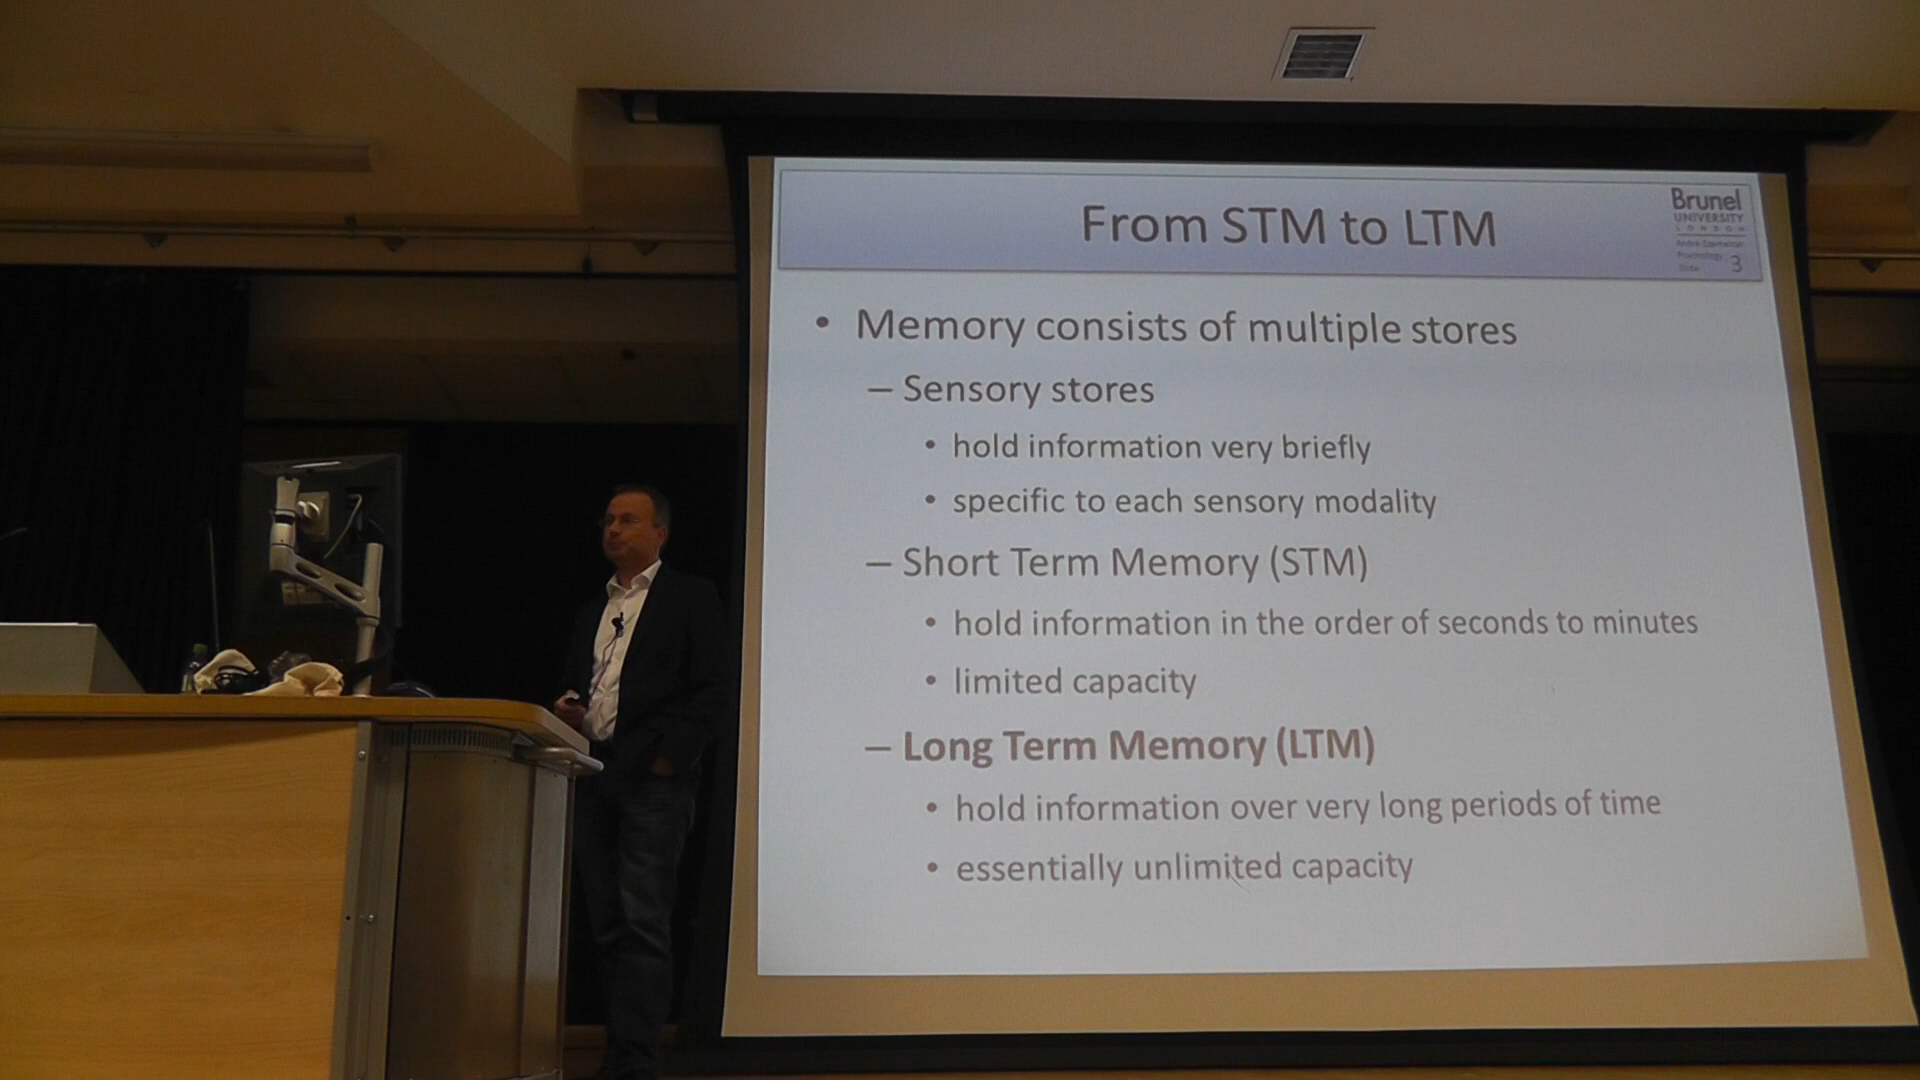 From STM to LTM
Brunel
UNIVERSITY
LONDON
Psychology
Slide: 3
• Memory consists of multiple stores
– Sensory stores
• hold information very briefly
• specific to each sensory modality
– Short Term Memory (STM)
• hold information in the order of seconds to minutes
• limited capacity
– Long Term Memory (LTM)
• hold information over very long periods of time
• essentially unlimited capacity